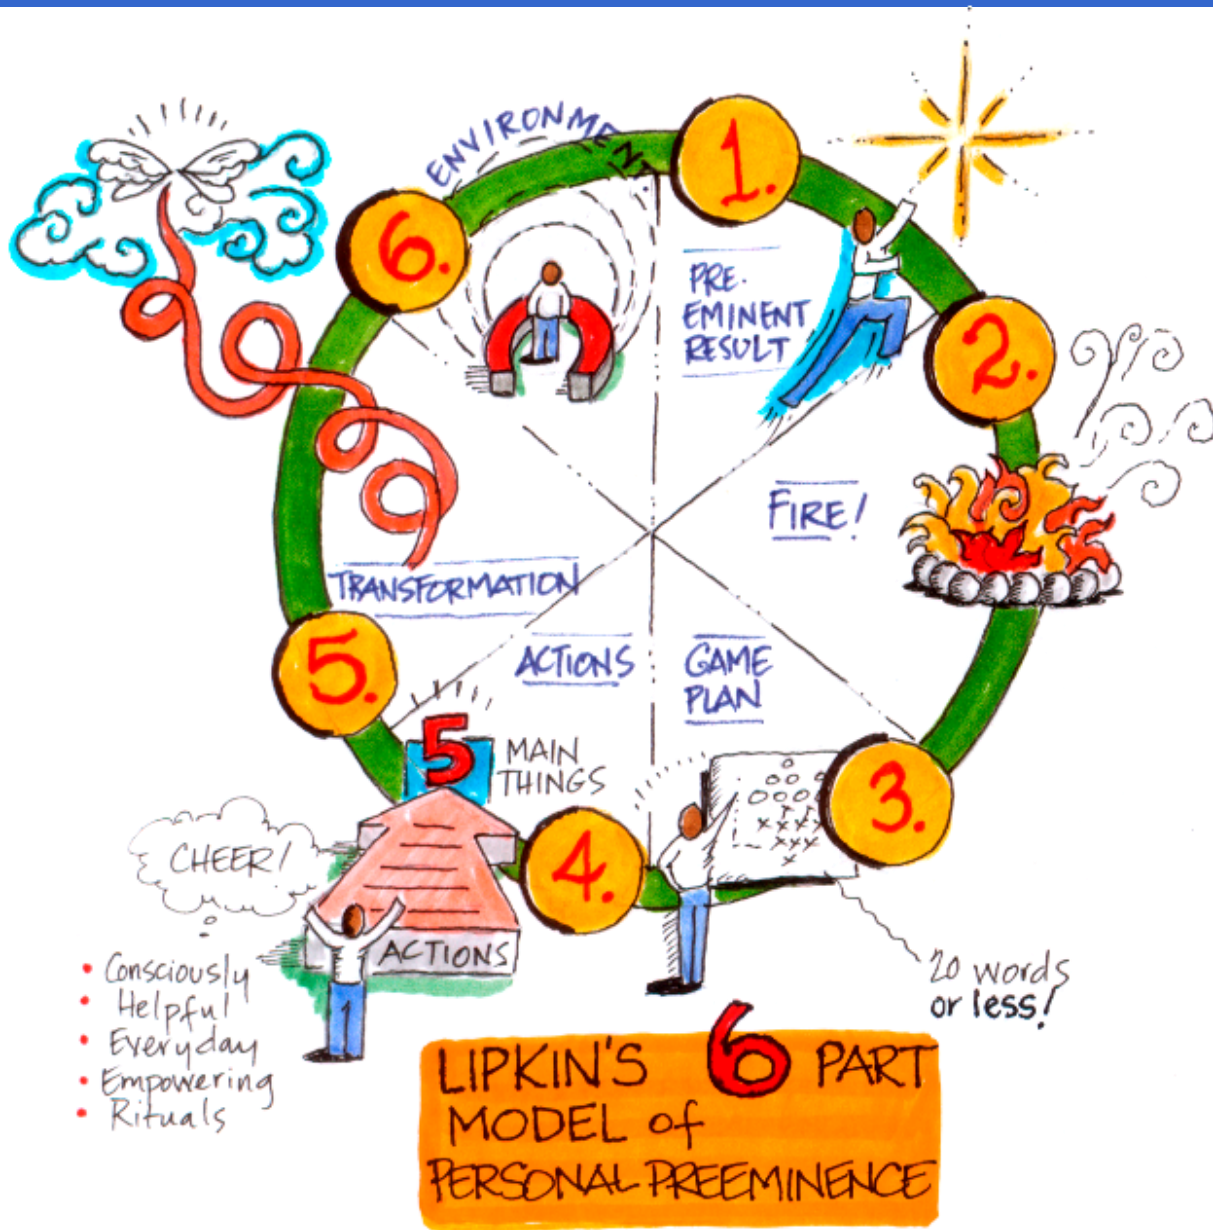 ENVIRONMENT
1.
PRE-
EMINENT
RESULT
2.
FIRE!
3.
GAME
PLAN
20 words
or less!
4.
ACTIONS
5
MAIN
THINGS
ACTIONS
CHEER!
• Consciously
• Helpful
• Everyday
• Empowering
• Rituals
5.
TRANSFORMATION
6.
LIPKIN'S 6 PART
MODEL of
PERSONAL PREEMINENCE